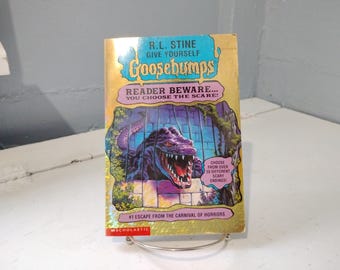 R.L. STINE
GIVE YOURSELF
Goosebumps
READER BEWARE...
YOU CHOOSE THE SCARE!
CHOOSE
FROM OVER
20 DIFFERENT
SCARY
ENDINGS!
#1 ESCAPE FROM THE CARNIVAL OF HORRORS
SCHOLASTIC